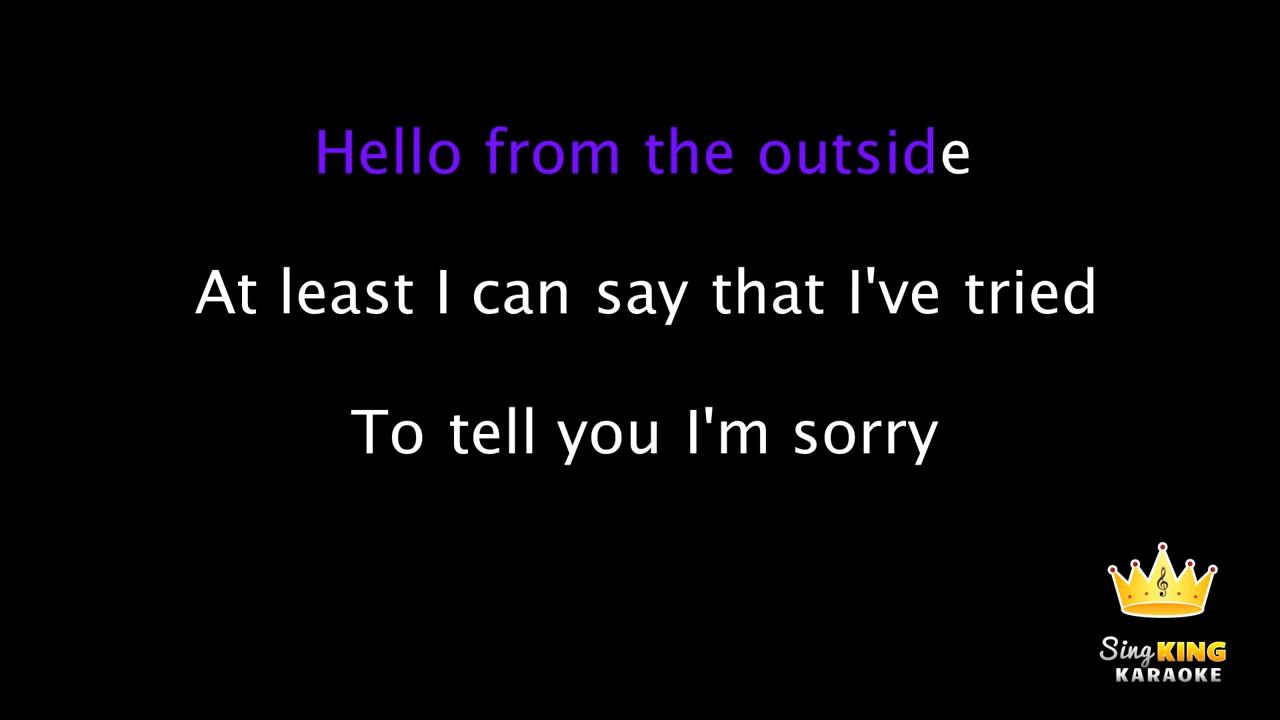 Hello from the outside
At least I can say that I've tried
To tell you I'm sorry
Sing KING
KARAOKE